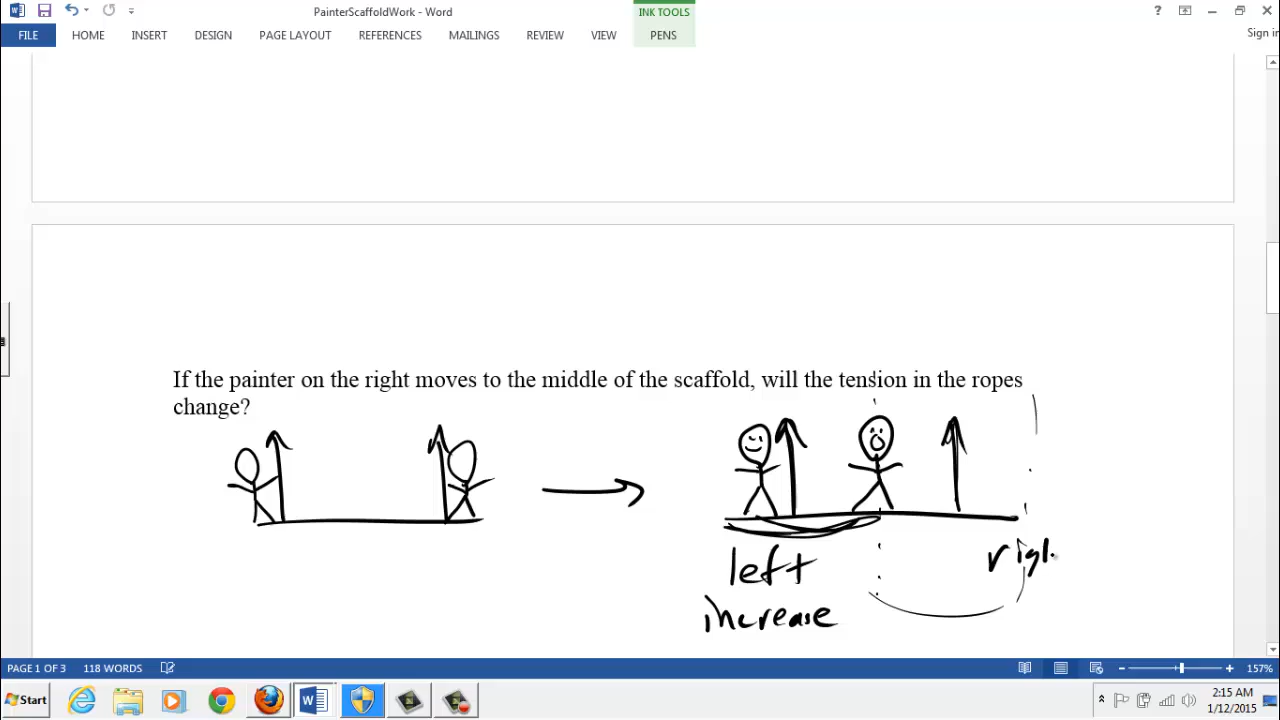 PainterScaffoldWork - Word
INK TOOLS
?
FILE HOME INSERT DESIGN PAGE LAYOUT REFERENCES MAILINGS REVIEW VIEW PENS
Sign in
If the painter on the right moves to the middle of the scaffold, will the tension in the ropes
change?
left
increase
PAGE 1 OF 3 118 WORDS
157%
Start
2:15 AM
1/12/2015